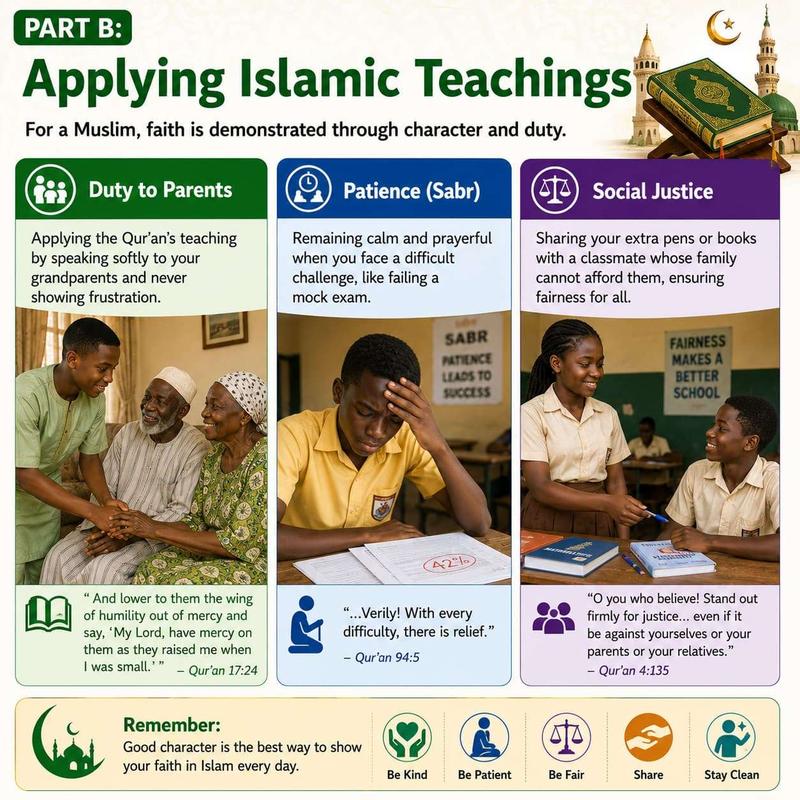 PART B:
Applying Islamic Teachings
For a Muslim, faith is demonstrated through character and duty.
Duty to Parents
Applying the Qur'an's teaching
by speaking softly to your
grandparents and never
showing frustration.
“ And lower to them the wing
of humility out of mercy and
say, ‘My Lord, have mercy on
them as they raised me when
I was small.’ ”
– Qur'an 17:24
Patience (Sabr)
Remaining calm and prayerful
when you face a difficult
challenge, like failing a
mock exam.
SABR
PATIENCE
LEADS TO
SUCCESS
42%
“...Verily! With every
difficulty, there is relief.”
– Qur'an 94:5
Social Justice
Sharing your extra pens or books
with a classmate whose family
cannot afford them, ensuring
fairness for all.
FAIRNESS
MAKES A
BETTER
SCHOOL
“O you who believe! Stand out
firmly for justice... even if it
be against yourselves or your
parents or your relatives.”
– Qur'an 4:135
Remember:
Good character is the best way to show
your faith in Islam every day.
Be Kind
Be Patient
Be Fair
Share
Stay Clean